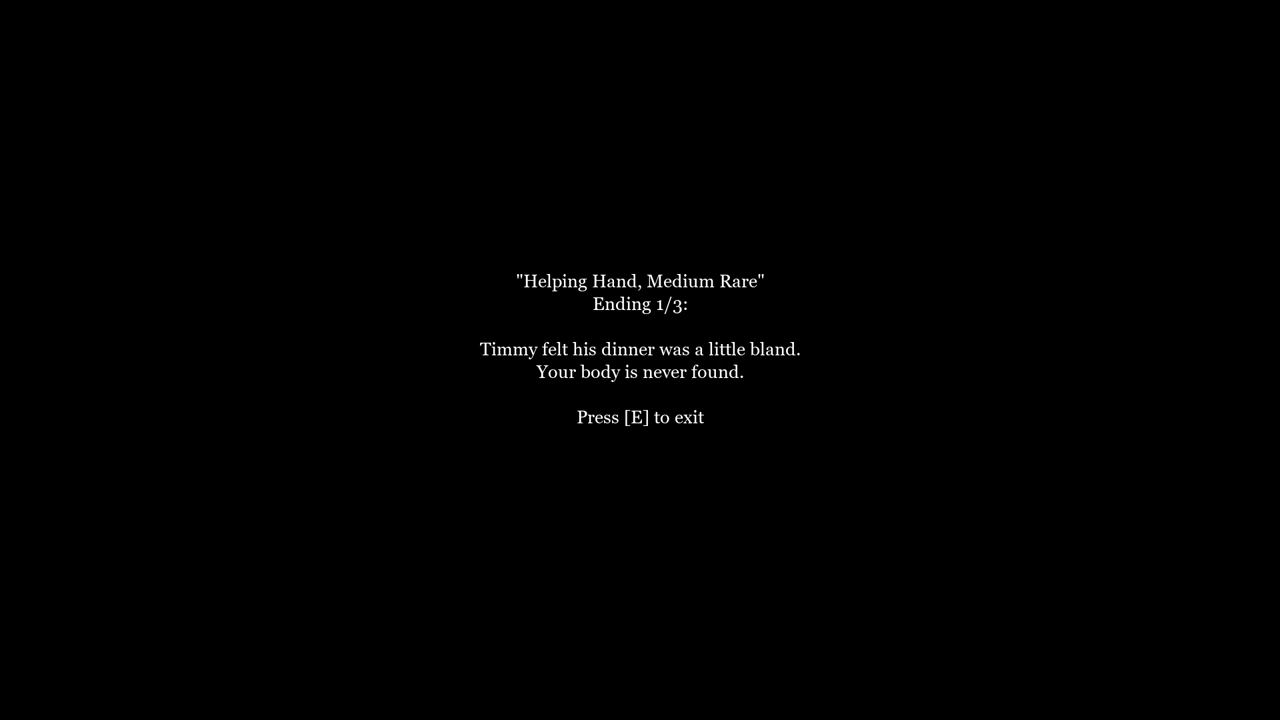 "Helping Hand, Medium Rare"
Ending 1/3:
Timmy felt his dinner was a little bland.
Your body is never found.
Press [E] to exit